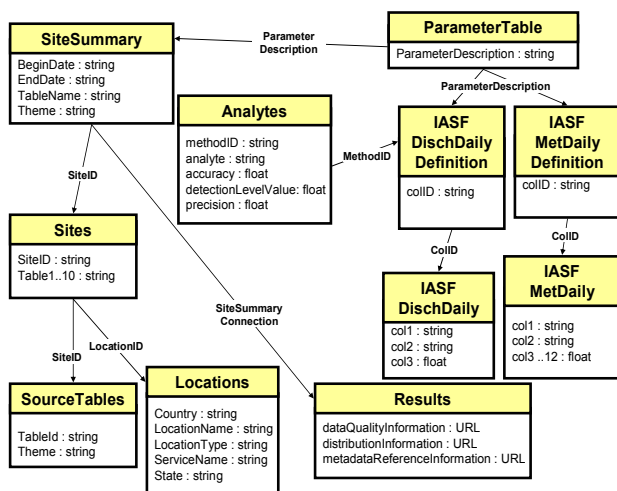 SiteSummary
BeginDate : string
EndDate : string
TableName : string
Theme : string
Parameter
Description
ParameterTable
ParameterDescription : string
ParameterDescription
Analytes
methodID : string
analyte : string
accuracy : float
detectionLevelValue: float
precision : float
MethodID
IASF
DischDaily
Definition
colID : string
IASF
MetDaily
Definition
colID : string
SiteID
Sites
SiteID : string
Table1..10 : string
ColID
ColID
IASF
DischDaily
col1 : string
col2 : string
col3 : float
IASF
MetDaily
col1 : string
col2 : string
col3 ..12 : float
SiteSummary
Connection
SiteID
LocationID
SourceTables
TableId : string
Theme : string
Locations
Country : string
LocationName : string
LocationType : string
ServiceName : string
State : string
Results
dataQualityInformation : URL
distributionInformation : URL
metadataReferenceInformation : URL